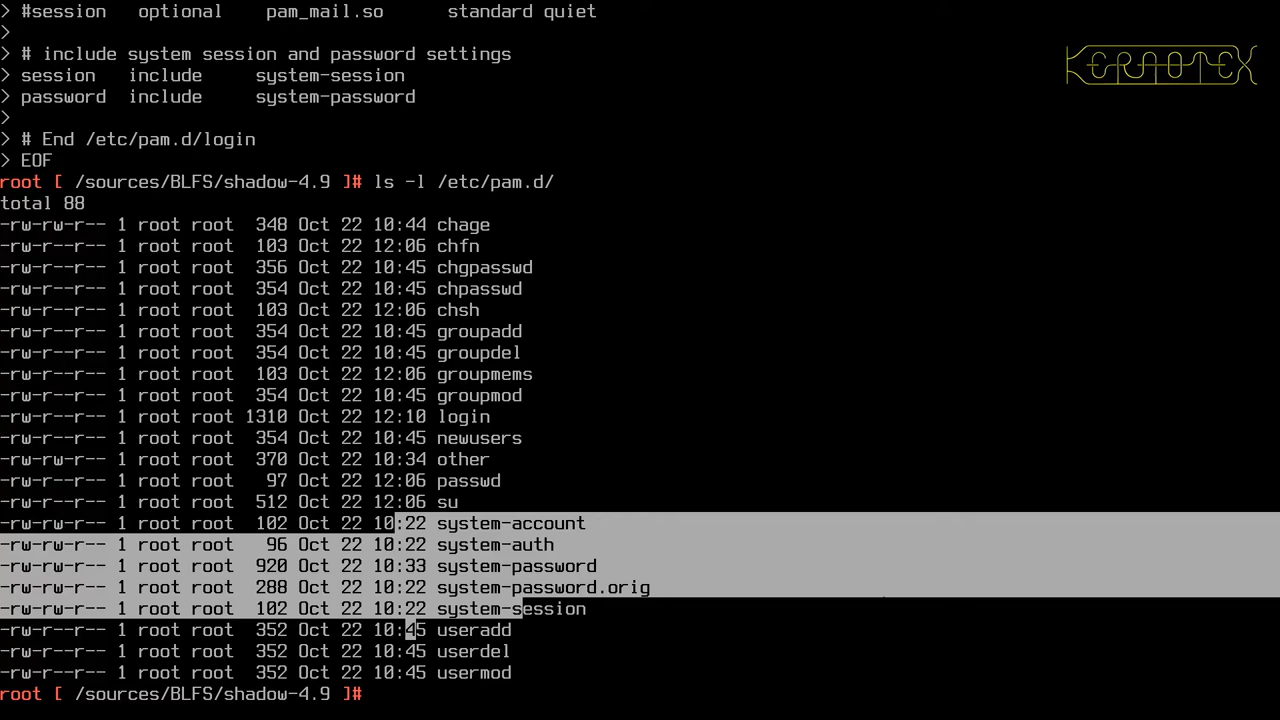 > #session   optional    pam_mail.so      standard quiet
>
> # include system session and password settings
> session   include     system-session
> password  include     system-password
>
> # End /etc/pam.d/login
> EOF
KERNOTEX
root [ /sources/BLFS/shadow-4.9 ]# ls -l /etc/pam.d/
total 88
-rw-rw-r-- 1 root root  348 Oct 22 10:44 chage
-rw-rw-r-- 1 root root  103 Oct 22 12:06 chfn
-rw-rw-r-- 1 root root  356 Oct 22 10:45 chgpasswd
-rw-rw-r-- 1 root root  354 Oct 22 10:45 chpasswd
-rw-rw-r-- 1 root root  103 Oct 22 12:06 chsh
-rw-rw-r-- 1 root root  354 Oct 22 10:45 groupadd
-rw-rw-r-- 1 root root  354 Oct 22 10:45 groupdel
-rw-rw-r-- 1 root root  103 Oct 22 12:06 groupmems
-rw-rw-r-- 1 root root  354 Oct 22 10:45 groupmod
-rw-rw-r-- 1 root root 1310 Oct 22 12:10 login
-rw-rw-r-- 1 root root  354 Oct 22 10:45 newusers
-rw-rw-r-- 1 root root  370 Oct 22 10:34 other
-rw-rw-r-- 1 root root   97 Oct 22 12:06 passwd
-rw-rw-r-- 1 root root  512 Oct 22 12:06 su
-rw-rw-r-- 1 root root  102 Oct 22 10:22 system-account
-rw-rw-r-- 1 root root   96 Oct 22 10:22 system-auth
-rw-rw-r-- 1 root root  920 Oct 22 10:33 system-password
-rw-rw-r-- 1 root root  288 Oct 22 10:22 system-password.orig
-rw-rw-r-- 1 root root  102 Oct 22 10:22 system-session
-rw-rw-r-- 1 root root  352 Oct 22 10:45 useradd
-rw-rw-r-- 1 root root  352 Oct 22 10:45 userdel
-rw-rw-r-- 1 root root  352 Oct 22 10:45 usermod
root [ /sources/BLFS/shadow-4.9 ]#